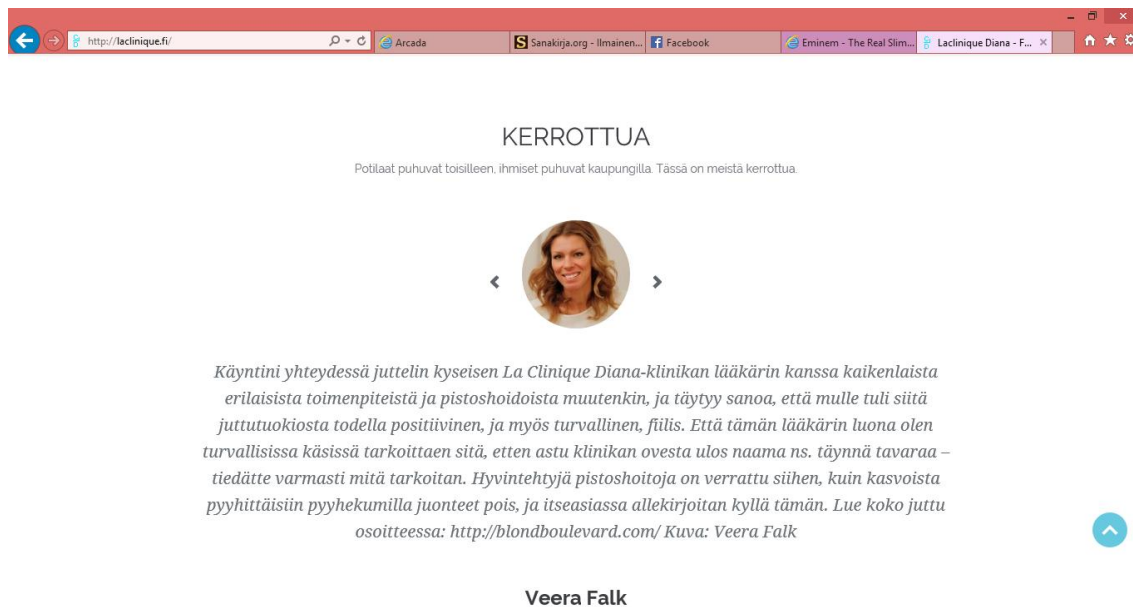 http://laclinique.fi/
Arcada
Sanakirja.org - Ilmainen...
Facebook
Eminem - The Real Slim...
Laclinique Diana - F...
KERROTTUA
Potilaat puhuvat toisilleen, ihmiset puhuvat kaupungilla. Tässä on meistä kerrottua.
Käyntini yhteydessä juttelin kyseisen La Clinique Diana-klinikan lääkärin kanssa kaikenlaista
erilaisista toimenpiteistä ja pistoshoidoista muutenkin, ja täytyy sanoa, että mulle tuli siitä
juttutuokiosta todella positiivinen, ja myös turvallinen, fiilis. Että tämän lääkärin luona olen
turvallisissa käsissä tarkoittaen sitä, etten astu klinikan ovesta ulos naama ns. täynnä tavaraa –
tiedätte varmasti mitä tarkoitan. Hyvintehtyjä pistoshoitoja on verrattu siihen, kuin kasvoista
pyyhittäisiin pyyhekumilla juonteet pois, ja itseasiassa allekirjoitan kyllä tämän. Lue koko juttu
osoitteessa: http://blondboulevard.com/ Kuva: Veera Falk
Veera Falk